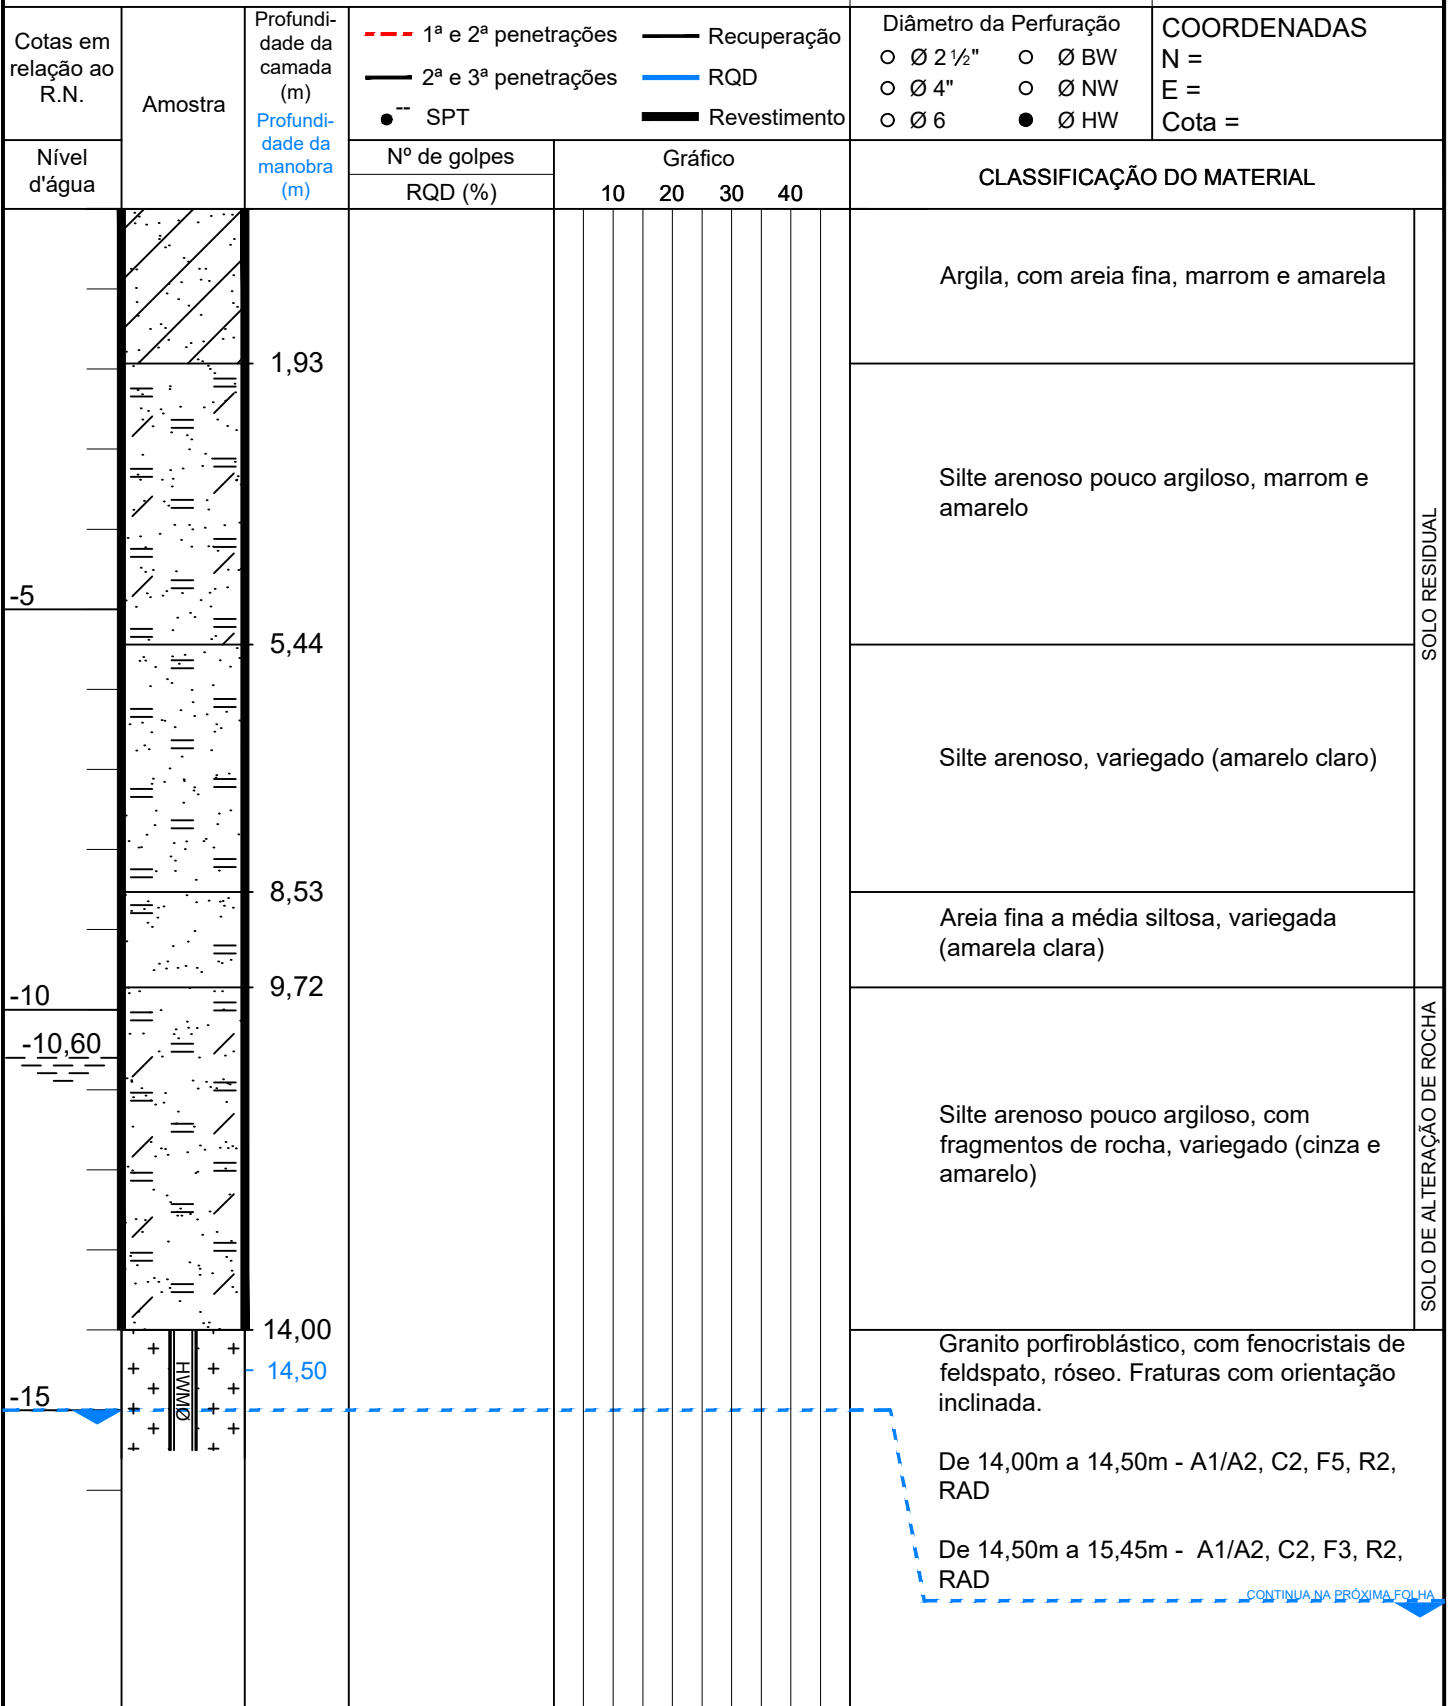 Cotas em
relação ao
R.N.
Amostra
Profundi-
dade da
camada
(m)
Profundi-
dade da
manobra
(m)
1ª e 2ª penetrações
Recuperação
2ª e 3ª penetrações
RQD
SPT
Revestimento
Diâmetro da Perfuração
Ø 2 ½"
Ø BW
Ø 4"
Ø NW
Ø 6
Ø HW
COORDENADAS
N =
E =
Cota =
Nível
d'água
Nº de golpes
RQD (%)
Gráfico
10 20 30 40
CLASSIFICAÇÃO DO MATERIAL
Argila, com areia fina, marrom e amarela
1,93
Silte arenoso pouco argiloso, marrom e
amarelo
SOLO RESIDUAL
-5
5,44
Silte arenoso, variegado (amarelo claro)
8,53
Areia fina a média siltosa, variegada
(amarela clara)
9,72
-10
-10,60
Silte arenoso pouco argiloso, com
fragmentos de rocha, variegado (cinza e
amarelo)
SOLO DE ALTERAÇÃO DE ROCHA
14,00
HWMØ
14,50
-15
Granito porfiroblástico, com fenocristais de
feldspato, róseo. Fraturas com orientação
inclinada.
De 14,00m a 14,50m - A1/A2, C2, F5, R2,
RAD
De 14,50m a 15,45m - A1/A2, C2, F3, R2,
RAD
CONTINUA NA PRÓXIMA FOLHA